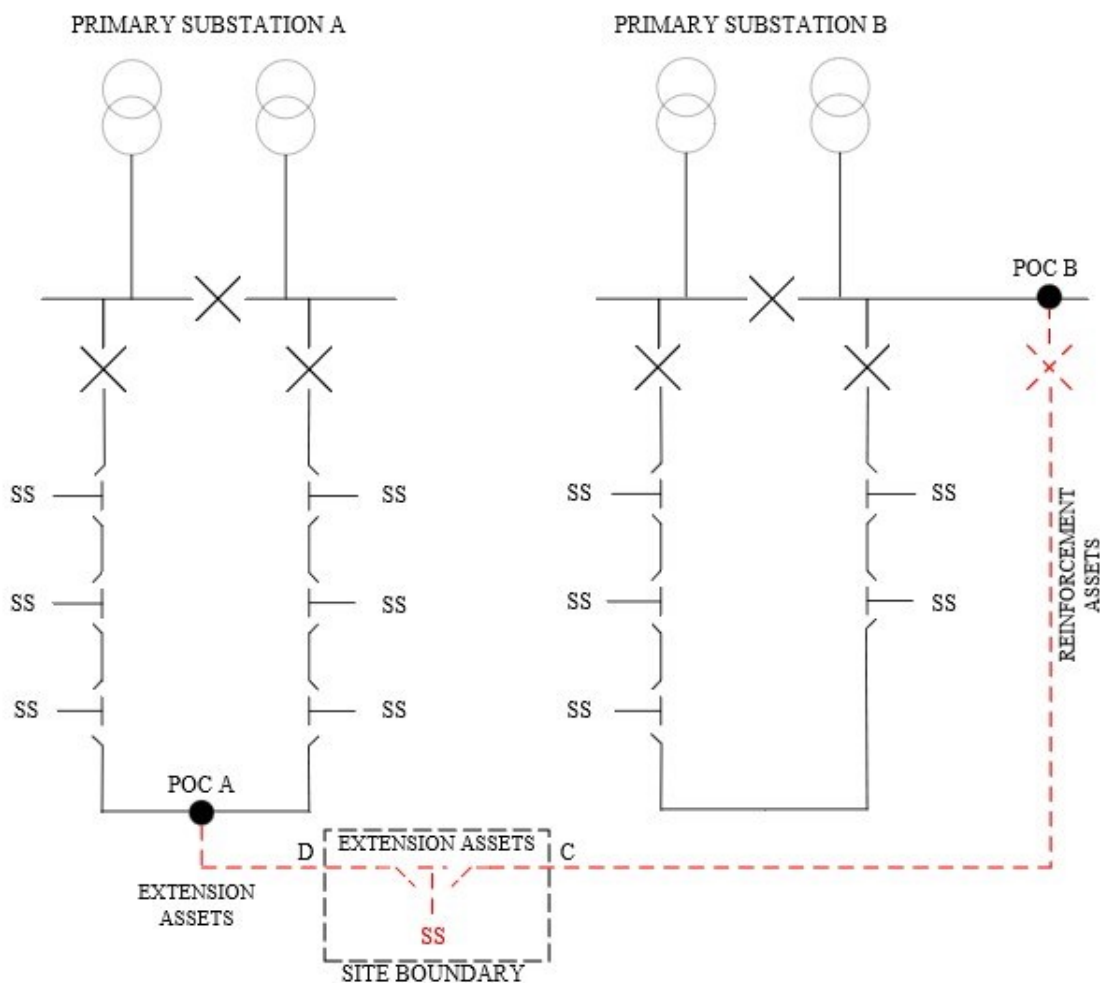 PRIMARY SUBSTATION A
PRIMARY SUBSTATION B
POC B
SS
SS
SS
SS
SS
SS
SS
SS
SS
SS
SS
REINFORCEMENT
ASSETS
POC A
D
EXTENSION ASSETS
C
EXTENSION
ASSETS
SS
SITE BOUNDARY